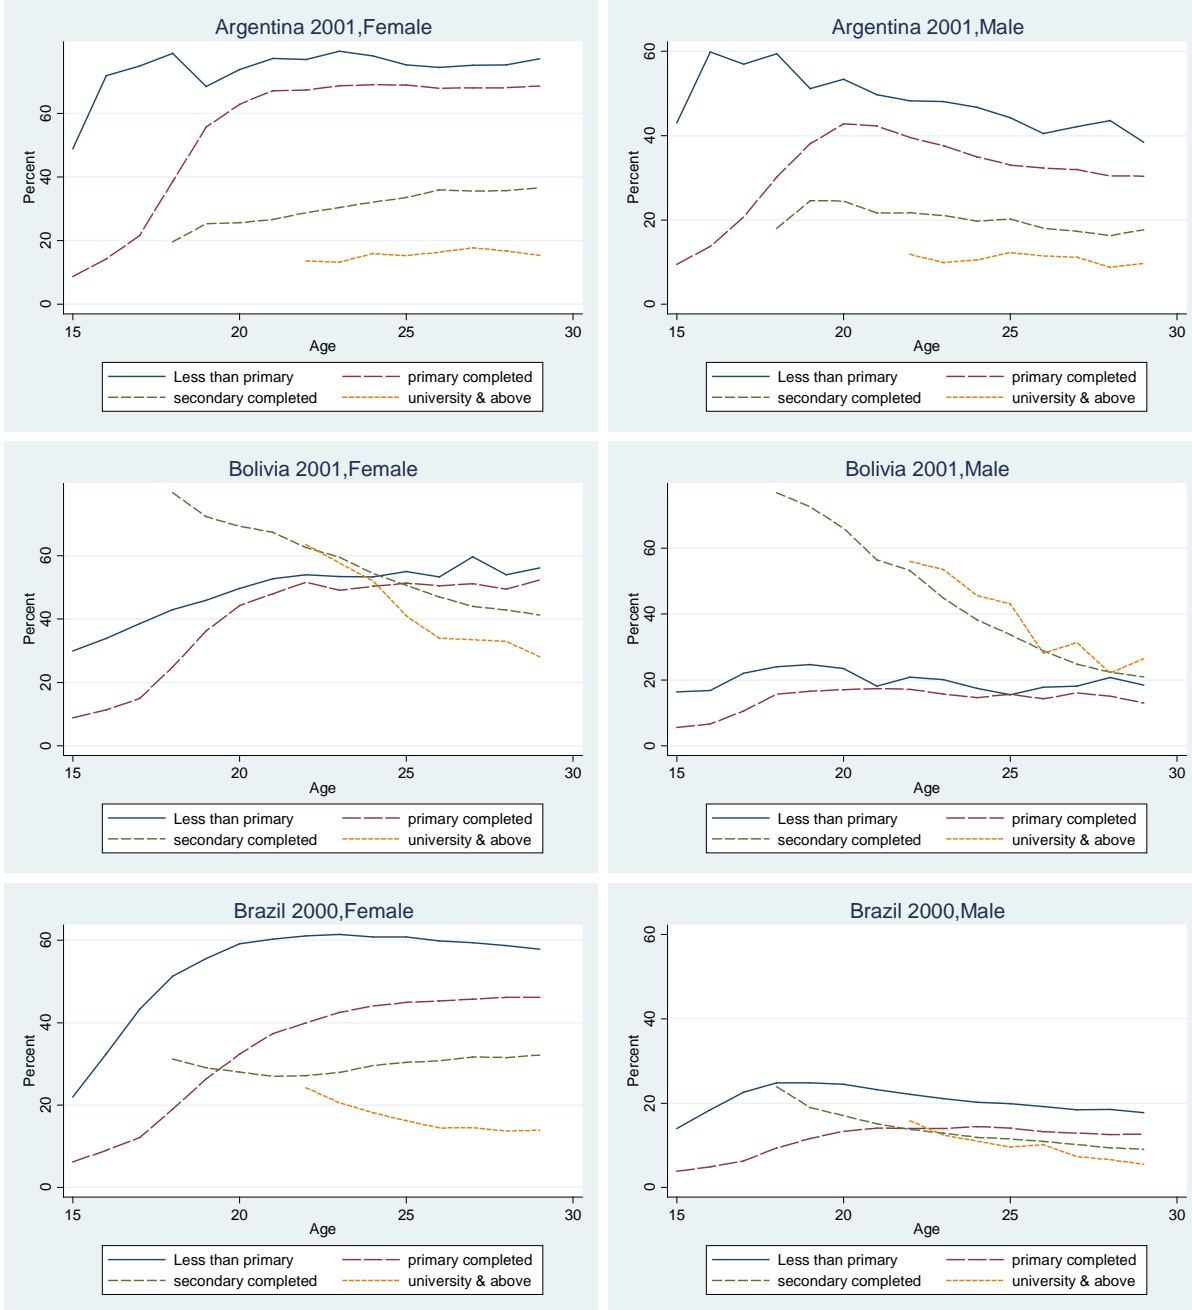 Argentina 2001,Female
Percent
60
40
20
0
15 20 25 30
Age
Less than primary primary completed
secondary completed university & above
Argentina 2001,Male
Percent
60
40
20
0
15 20 25 30
Age
Less than primary primary completed
secondary completed university & above
Bolivia 2001,Female
Percent
60
40
20
0
15 20 25 30
Age
Less than primary primary completed
secondary completed university & above
Bolivia 2001,Male
Percent
60
40
20
0
15 20 25 30
Age
Less than primary primary completed
secondary completed university & above
Brazil 2000,Female
Percent
60
40
20
0
15 20 25 30
Age
Less than primary primary completed
secondary completed university & above
Brazil 2000,Male
Percent
60
40
20
0
15 20 25 30
Age
Less than primary primary completed
secondary completed university & above